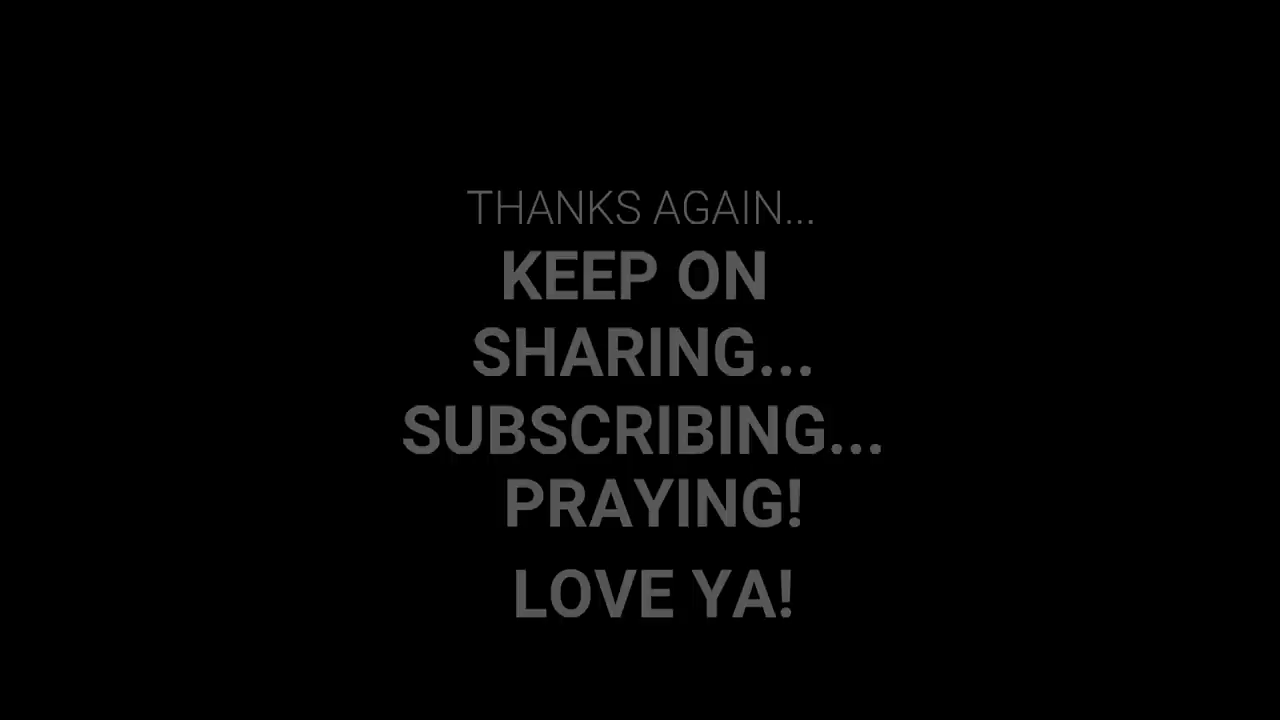 THANKS AGAIN...
KEEP ON
SHARING...
SUBSCRIBING...
PRAYING!
LOVE YA!